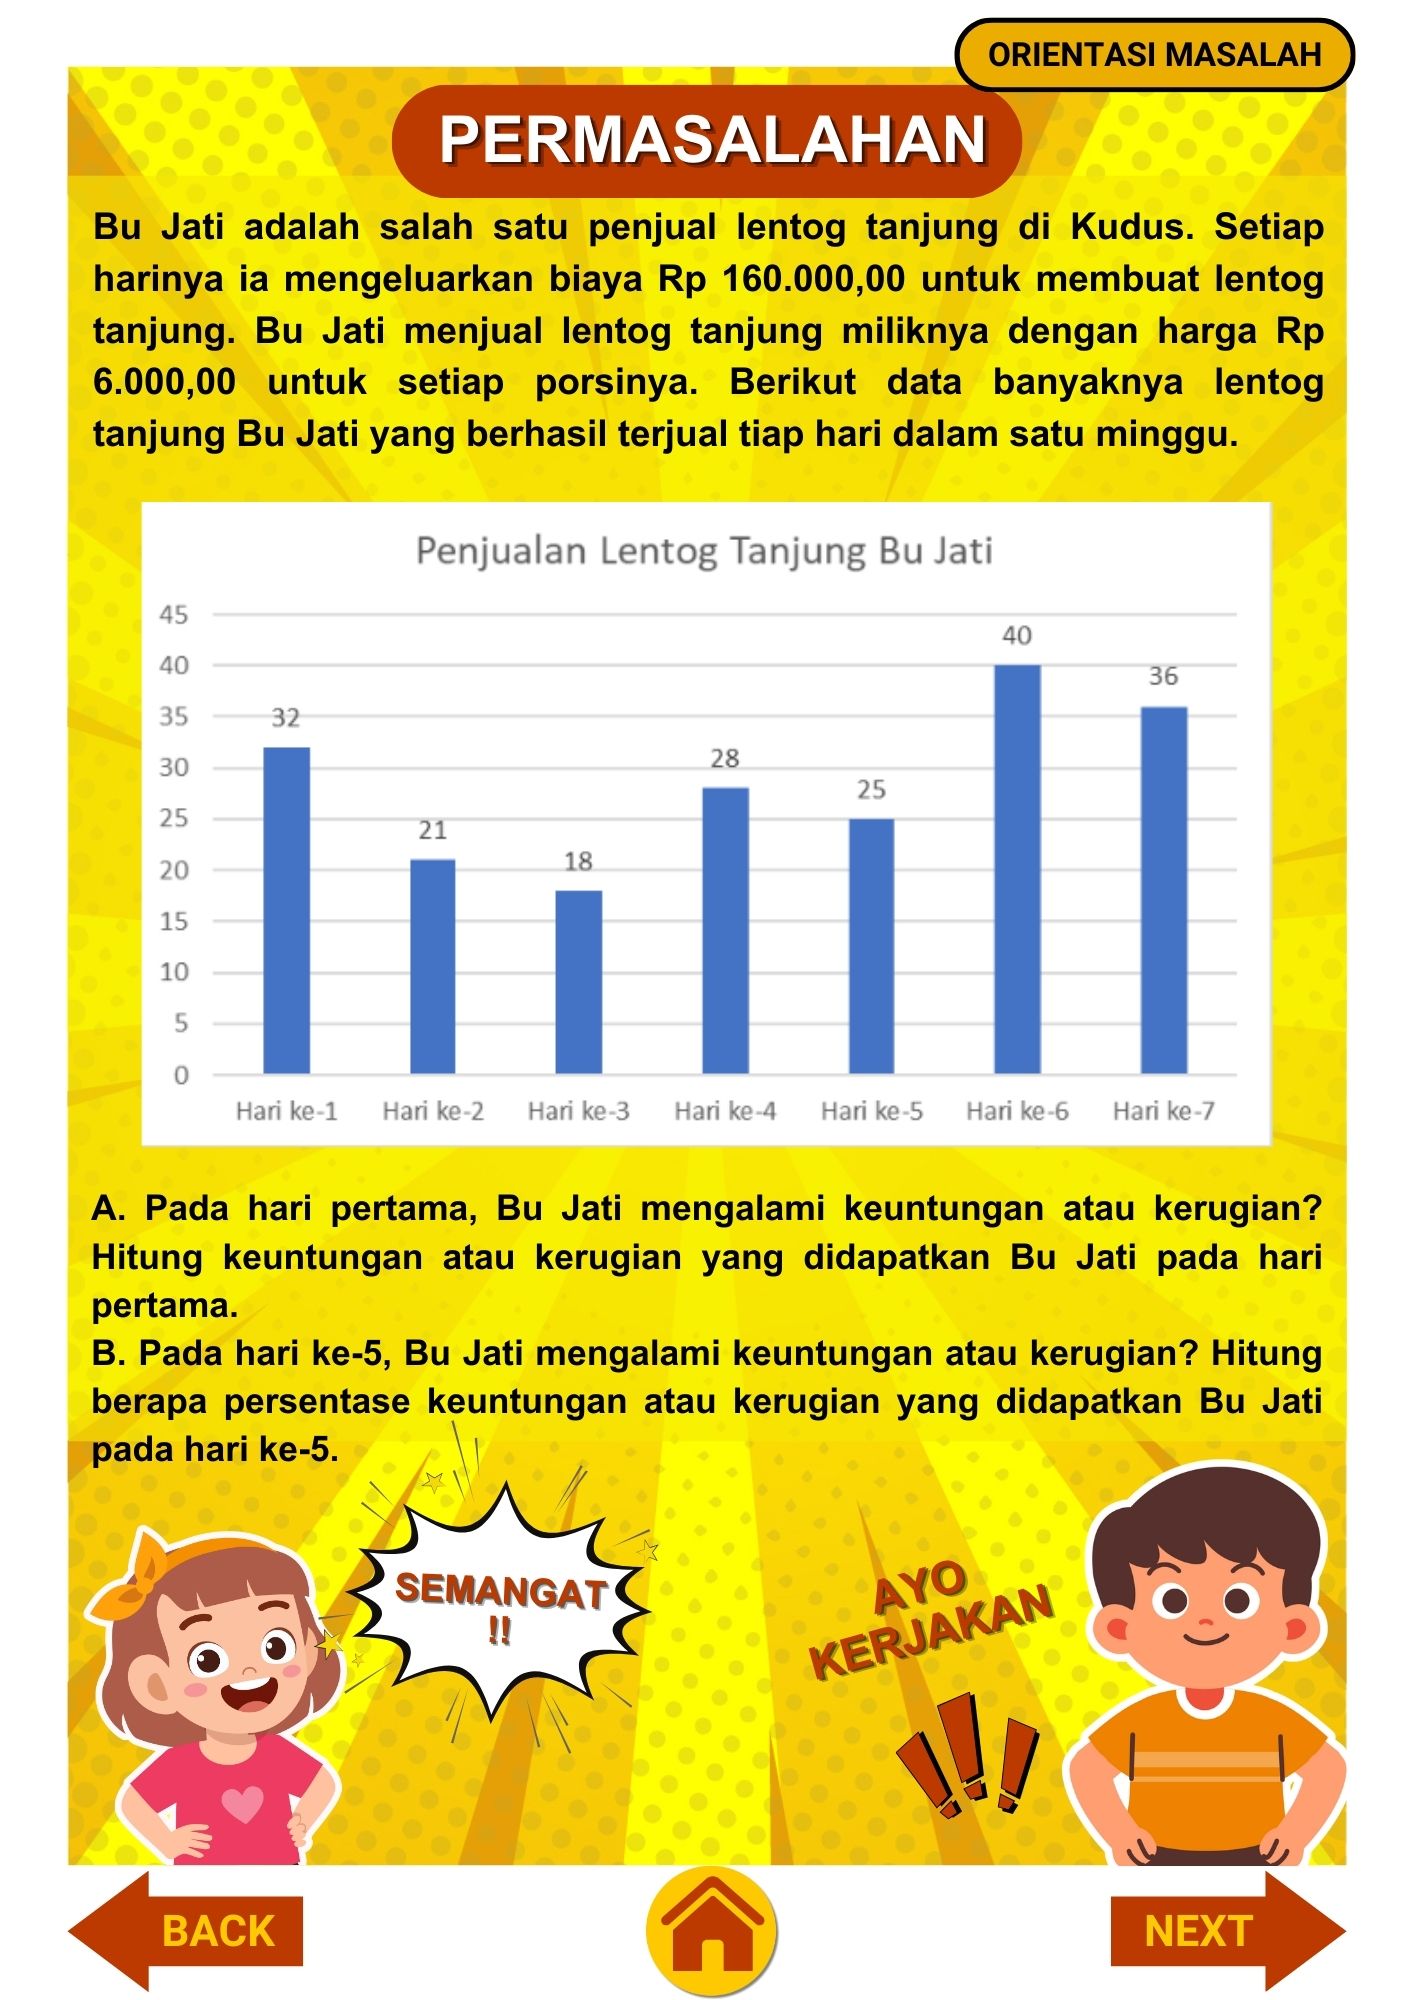 ORIENTASI MASALAH
PERMASALAHAN
Bu Jati adalah salah satu penjual lentog tanjung di Kudus. Setiap
harinya ia mengeluarkan biaya Rp 160.000,00 untuk membuat lentog
tanjung. Bu Jati menjual lentog tanjung miliknya dengan harga Rp
6.000,00 untuk setiap porsinya. Berikut data banyaknya lentog
tanjung Bu Jati yang berhasil terjual tiap hari dalam satu minggu.
Penjualan Lentog Tanjung Bu Jati
45
40
35
30
25
20
15
10
5
0
32
21
18
28
25
40
36
Hari ke-1 Hari ke-2 Hari ke-3 Hari ke-4 Hari ke-5 Hari ke-6 Hari ke-7
A. Pada hari pertama, Bu Jati mengalami keuntungan atau kerugian?
Hitung keuntungan atau kerugian yang didapatkan Bu Jati pada hari
pertama.
B. Pada hari ke-5, Bu Jati mengalami keuntungan atau kerugian? Hitung
berapa persentase keuntungan atau kerugian yang didapatkan Bu Jati
pada hari ke-5.
SEMANGAT
!!
AYO
KERJAKAN
!!!
BACK
NEXT